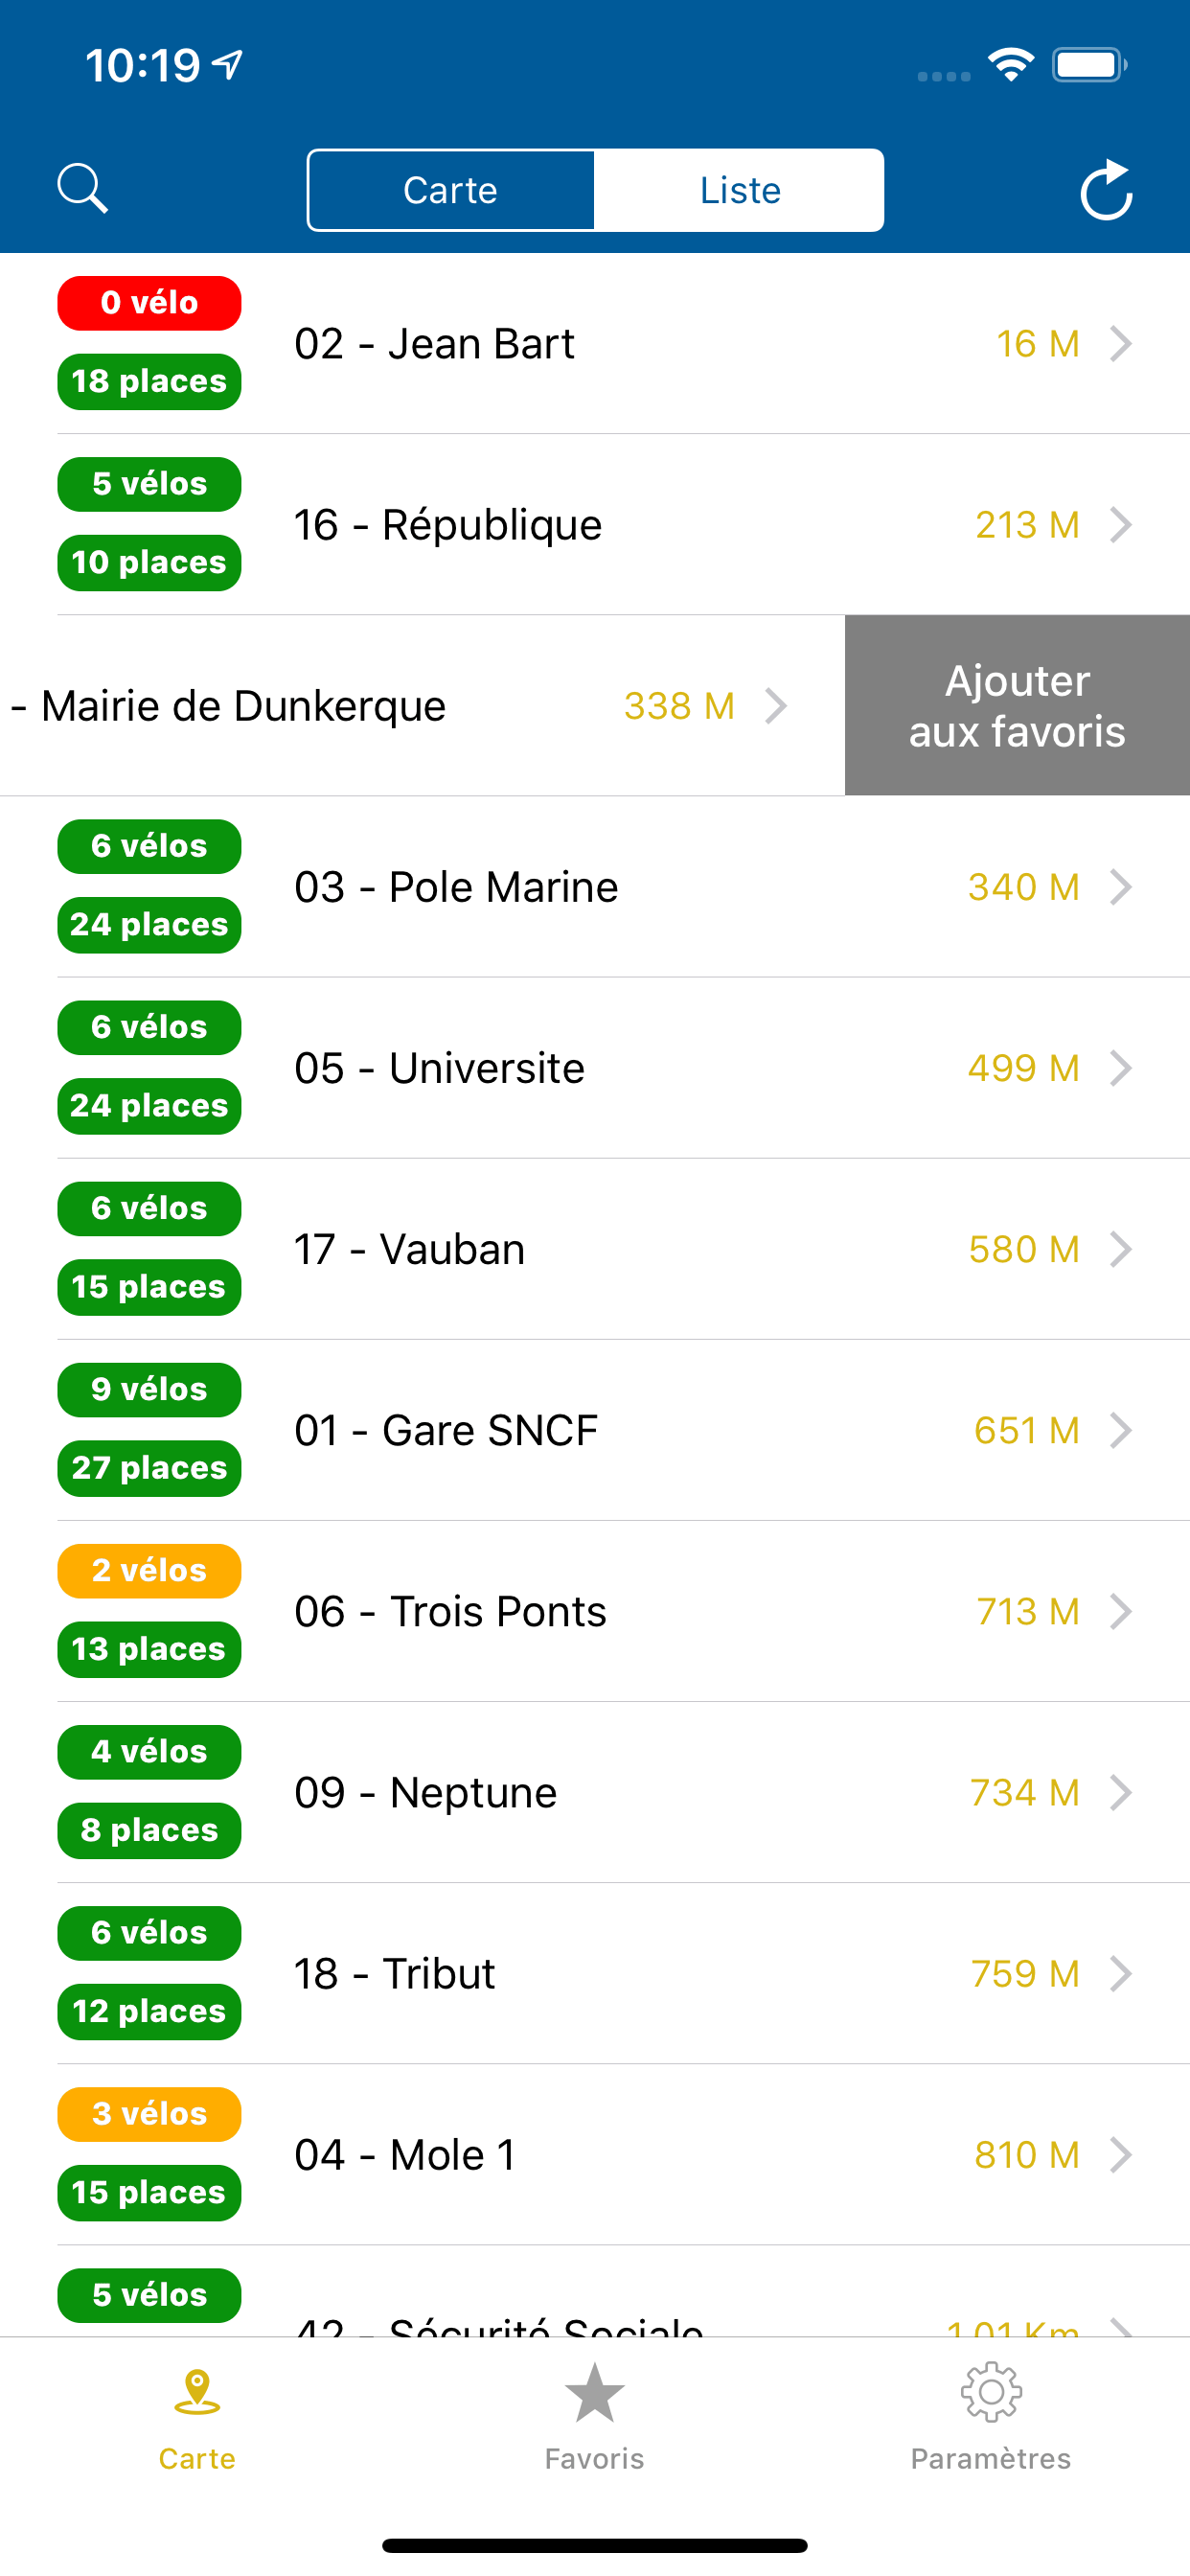 10:19
Carte
Liste
0 vélo
18 places
02 - Jean Bart
16 M
5 vélos
10 places
16 - République
213 M
- Mairie de Dunkerque
338 M
Ajouter
aux favoris
6 vélos
24 places
03 - Pole Marine
340 M
6 vélos
24 places
05 - Universite
499 M
6 vélos
15 places
17 - Vauban
580 M
9 vélos
27 places
01 - Gare SNCF
651 M
2 vélos
13 places
06 - Trois Ponts
713 M
4 vélos
8 places
09 - Neptune
734 M
6 vélos
12 places
18 - Tribut
759 M
3 vélos
15 places
04 - Mole 1
810 M
5 vélos
42 - Sécurité Sociale
1.01 Km
Carte
Favoris
Paramètres